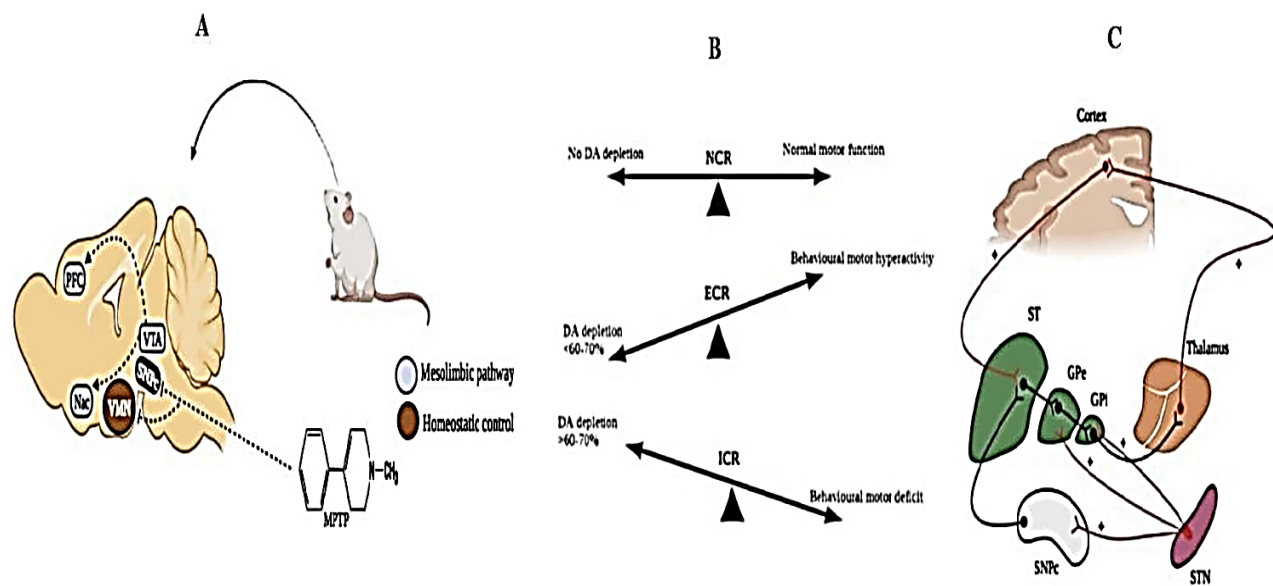 A
PFC
VTA
SNPc
Nac
VMN
Mesolimbic pathway
Homeostatic control
N—CH₃
MPTP
B
No DA depletion
NCR
Normal motor function
Behavioural motor hyperactivity
ECR
DA depletion
<60-70%
DA depletion
>60-70%
ICR
Behavioural motor deficit
C
Cortex
ST
GPe
GPi
Thalamus
SNPc
STN